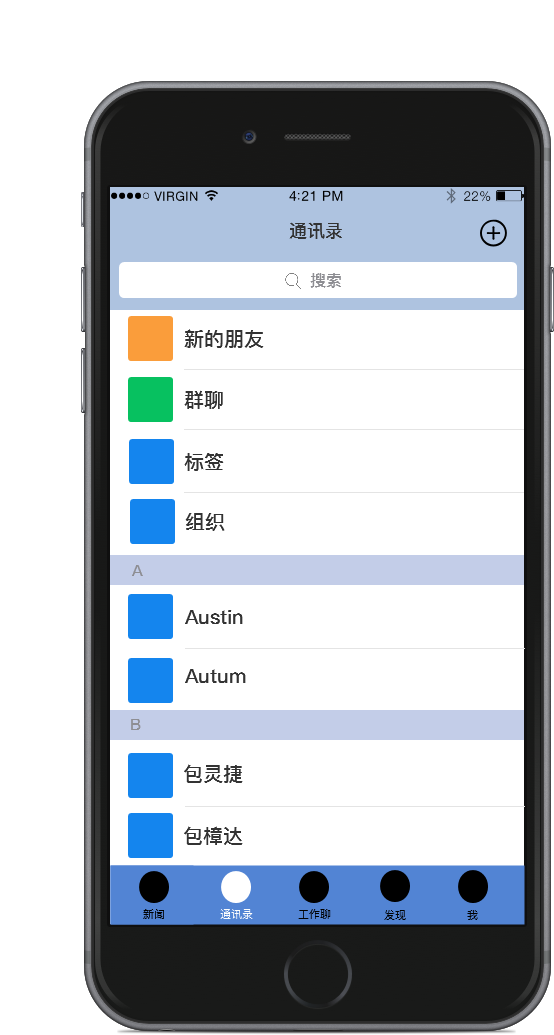 VIRGIN 4:21 PM 22%
通讯录
搜索
新的朋友
群聊
标签
组织
A
Austin
Autum
B
包灵捷
包樟达
新闻 通讯录 工作聊 发现 我